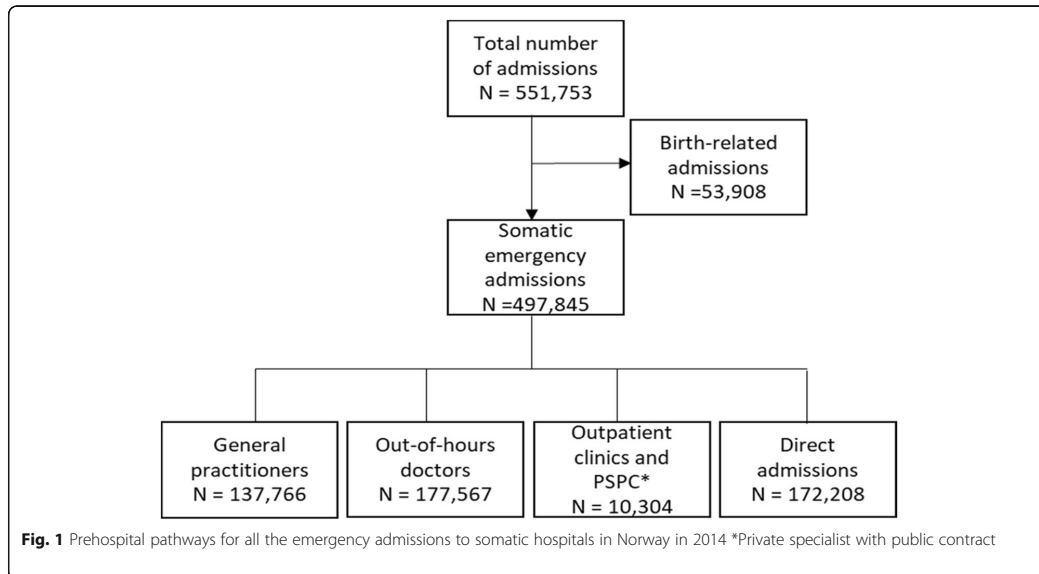 Total number
of admissions
N = 551,753
Birth-related
admissions
N =53,908
Somatic
emergency
admissions
N =497,845
General
practitioners
N = 137,766
Out-of-hours
doctors
N = 177,567
Outpatient
clinics and
PSPC*
N = 10,304
Direct
admissions
N = 172,208
Fig. 1 Prehospital pathways for all the emergency admissions to somatic hospitals in Norway in 2014 *Private specialist with public contract